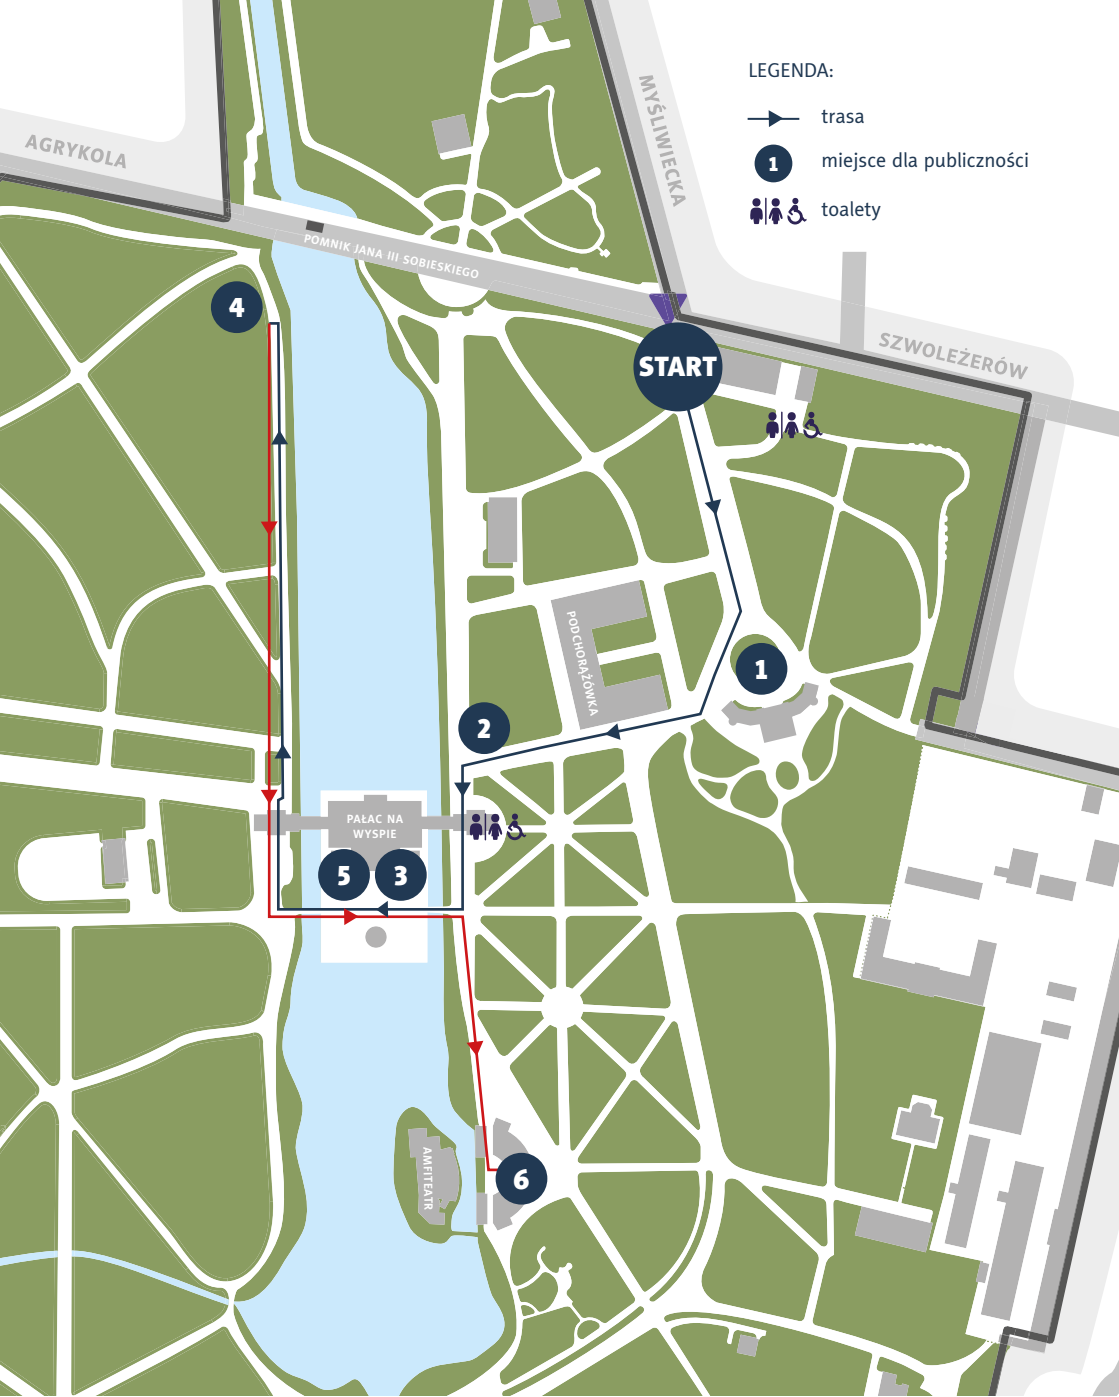 LEGENDA:
trasa
1
miejsce dla publiczności
toalety
MYŚLIWIECKA
AGRYKOLA
POMNIK JANA III SOBIESKIEGO
4
START
SZWOLEŻERÓW
PODCHORĄŻÓWKA
1
2
PAŁAC NA
WYSPIE
5
3
AMFITEATR
6